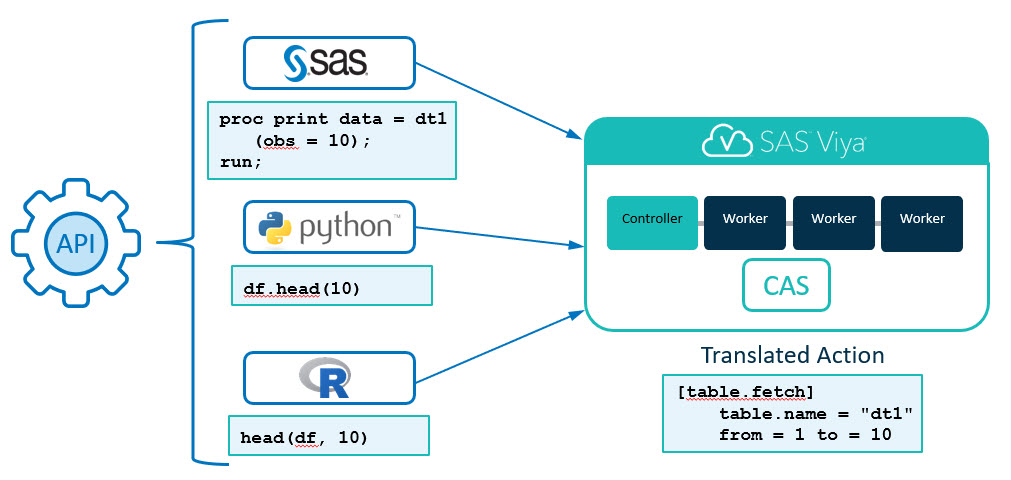 API
sas
proc print data = dt1
(obs = 10);
run;
python™
df.head(10)
R
head(df, 10)
SAS® Viya®
Controller
Worker
Worker
Worker
CAS
Translated Action
[table.fetch]
table.name = "dt1"
from = 1 to = 10